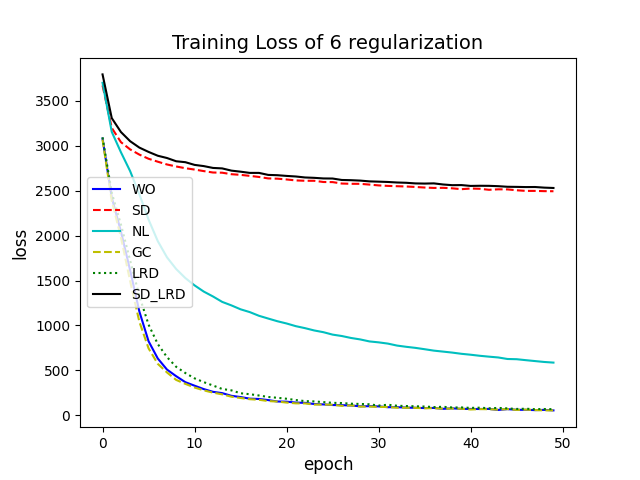 Training Loss of 6 regularization
loss
3500
3000
2500
2000
1500
1000
500
0
WO
SD
NL
GC
LRD
SD_LRD
0 10 20 30 40 50
epoch